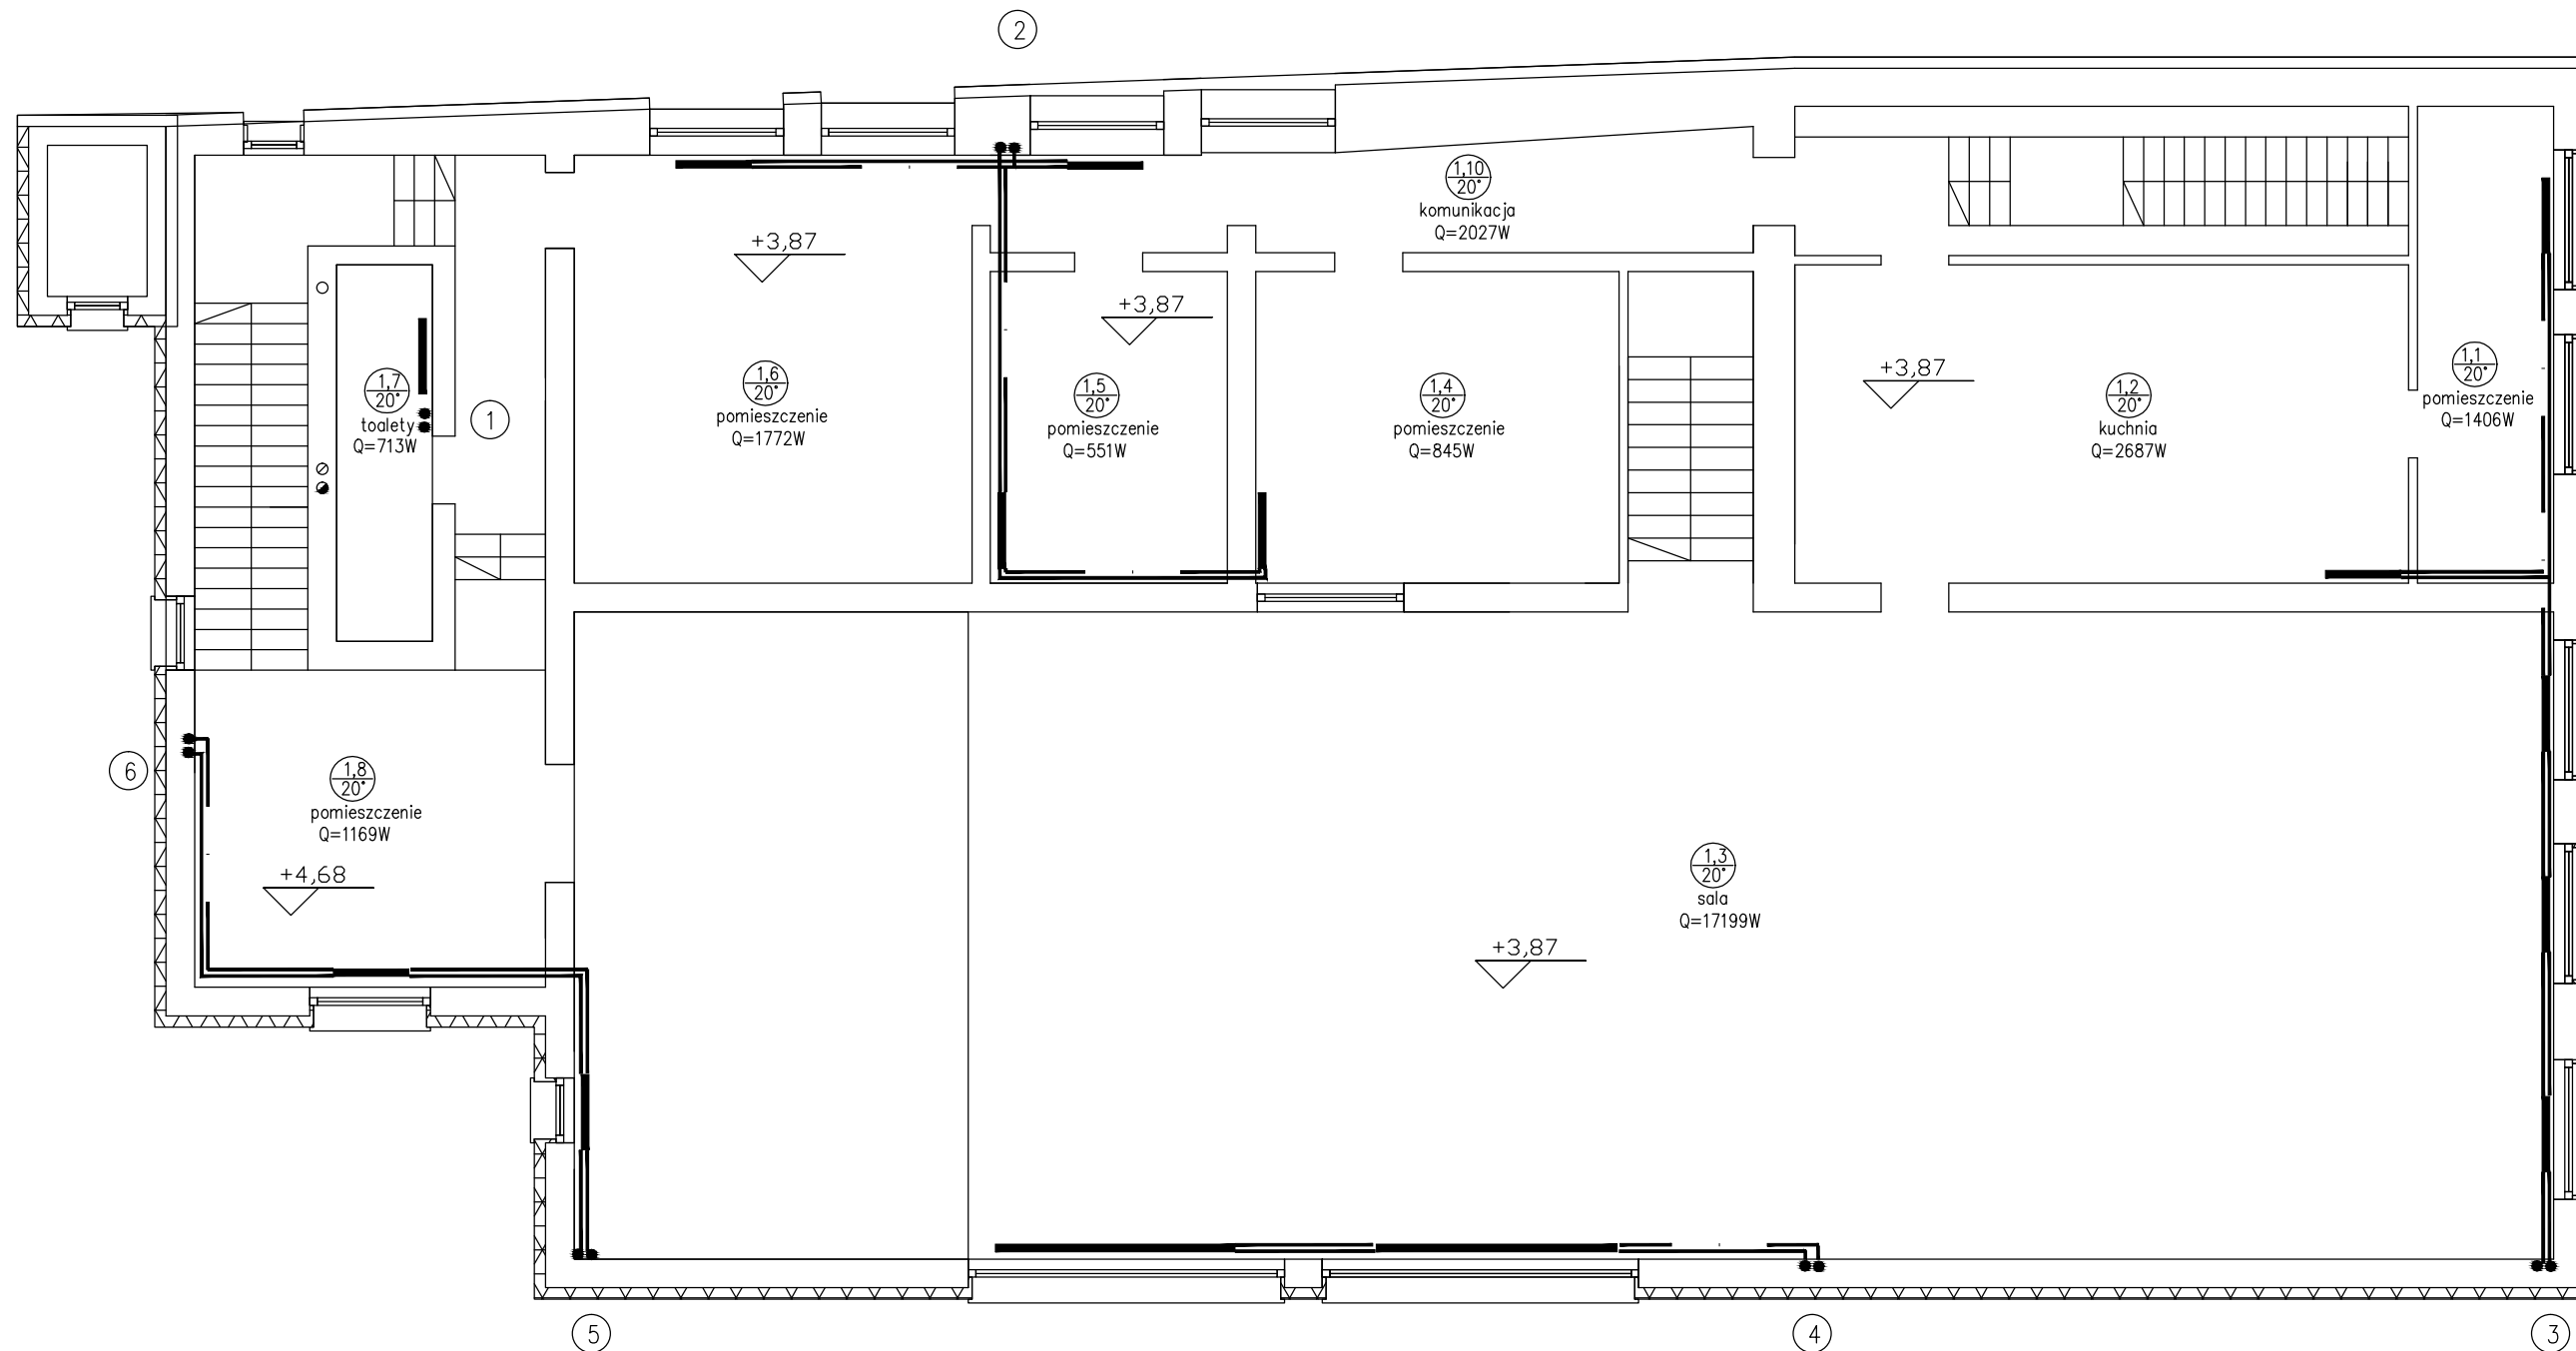 2
1,10
20°
komunikacja
Q=2027W
+3,87
+3,87
1,7
20°
toalety
Q=713W
1
1,6
20°
pomieszczenie
Q=1772W
1,5
20°
pomieszczenie
Q=551W
1,4
20°
pomieszczenie
Q=845W
+3,87
1,2
20°
kuchnia
Q=2687W
1,1
20°
pomieszczenie
Q=1406W
6
1,8
20°
pomieszczenie
Q=1169W
+4,68
1,3
20°
sala
Q=17199W
+3,87
5
4
3